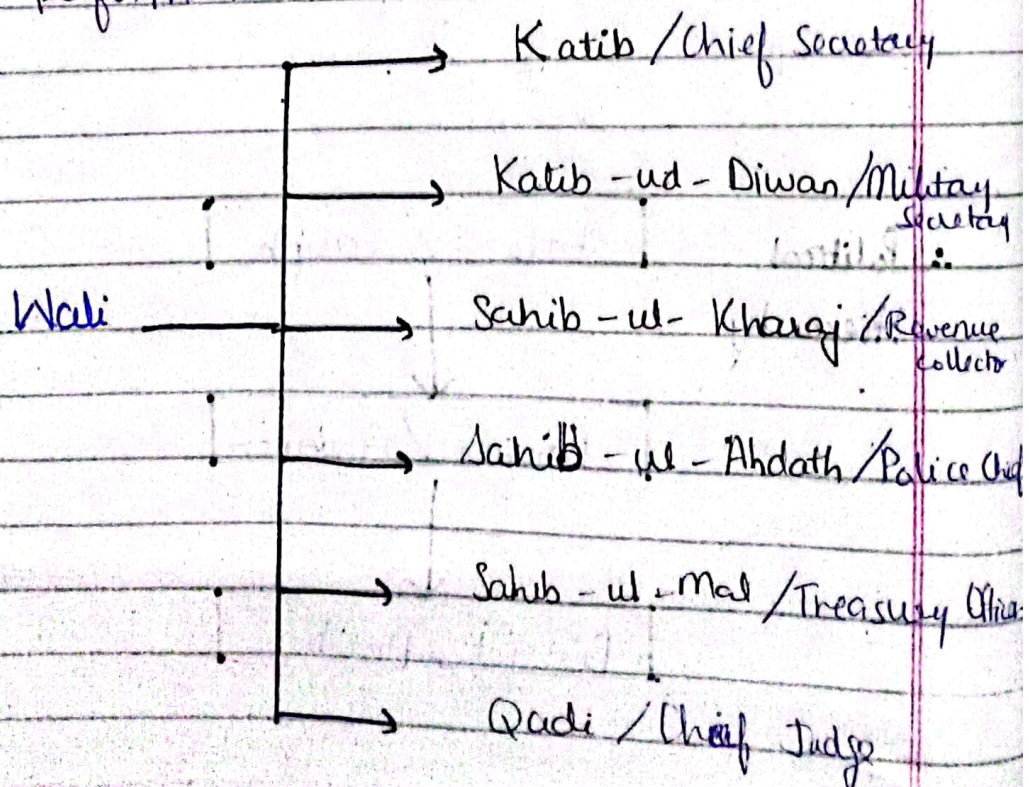 Katib / Chief Secretary
Katib - ud - Diwan / Military
Secretary
Wali
Sahib - ul - Kharaj / Revenue
Collector
Sahib - ul - Ahdath / Police Chief
Sahib - ul - Mal / Treasury Officer
Qadi / Chief Judge